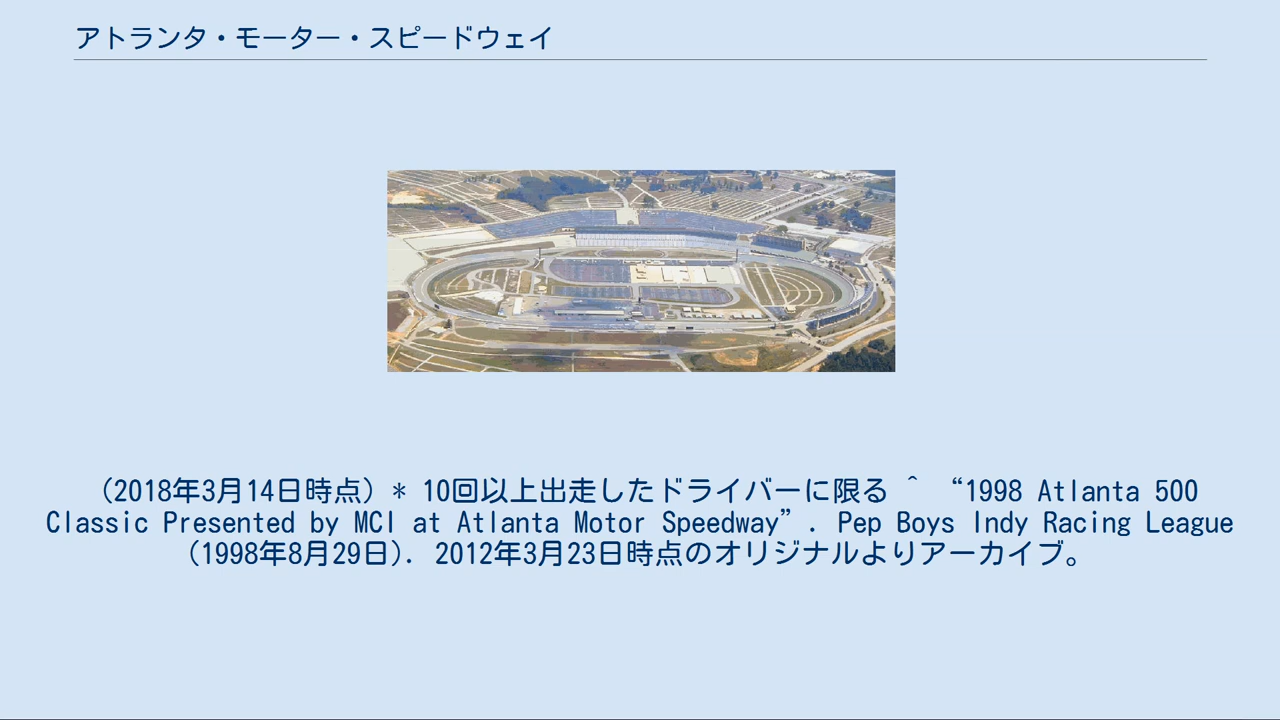 アトランタ・モーター・スピードウェイ
（2018年3月14日時点）* 10回以上出走したドライバーに限る ^ “1998 Atlanta 500
Classic Presented by MCI at Atlanta Motor Speedway”. Pep Boys Indy Racing League
(1998年8月29日). 2012年3月23日時点のオリジナルよりアーカイブ。